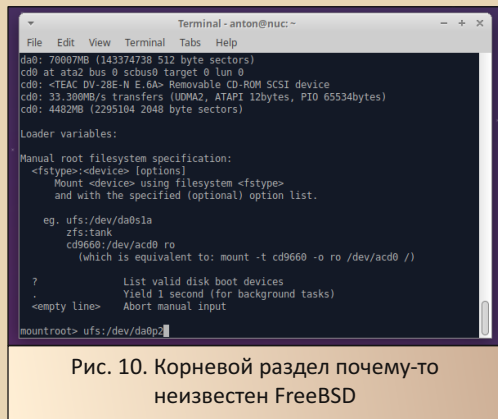 Terminal - anton@nuc: ~
File Edit View Terminal Tabs Help
da0: 70007MB (143374738 512 byte sectors)
cd0 at ata2 bus 0 scbus0 target 0 lun 0
cd0: <TEAC DV-28E-N E.6A> Removable CD-ROM SCSI device
cd0: 33.300MB/s transfers (UDMA2, ATAPI 12bytes, PIO 65534bytes)
cd0: 4482MB (2295104 2048 byte sectors)
Loader variables:
Manual root filesystem specification:
<fstype>:<device> [options]
Mount <device> using filesystem <fstype>
and with the specified (optional) option list.
eg. ufs:/dev/da0s1a
zfs:tank
cd9660:/dev/acd0 ro
(which is equivalent to: mount -t cd9660 -o ro /dev/acd0 /)
? List valid disk boot devices
. Yield 1 second (for background tasks)
<empty line> Abort manual input
mountroot> ufs:/dev/da0p2
Рис. 10. Корневой раздел почему-то
неизвестен FreeBSD